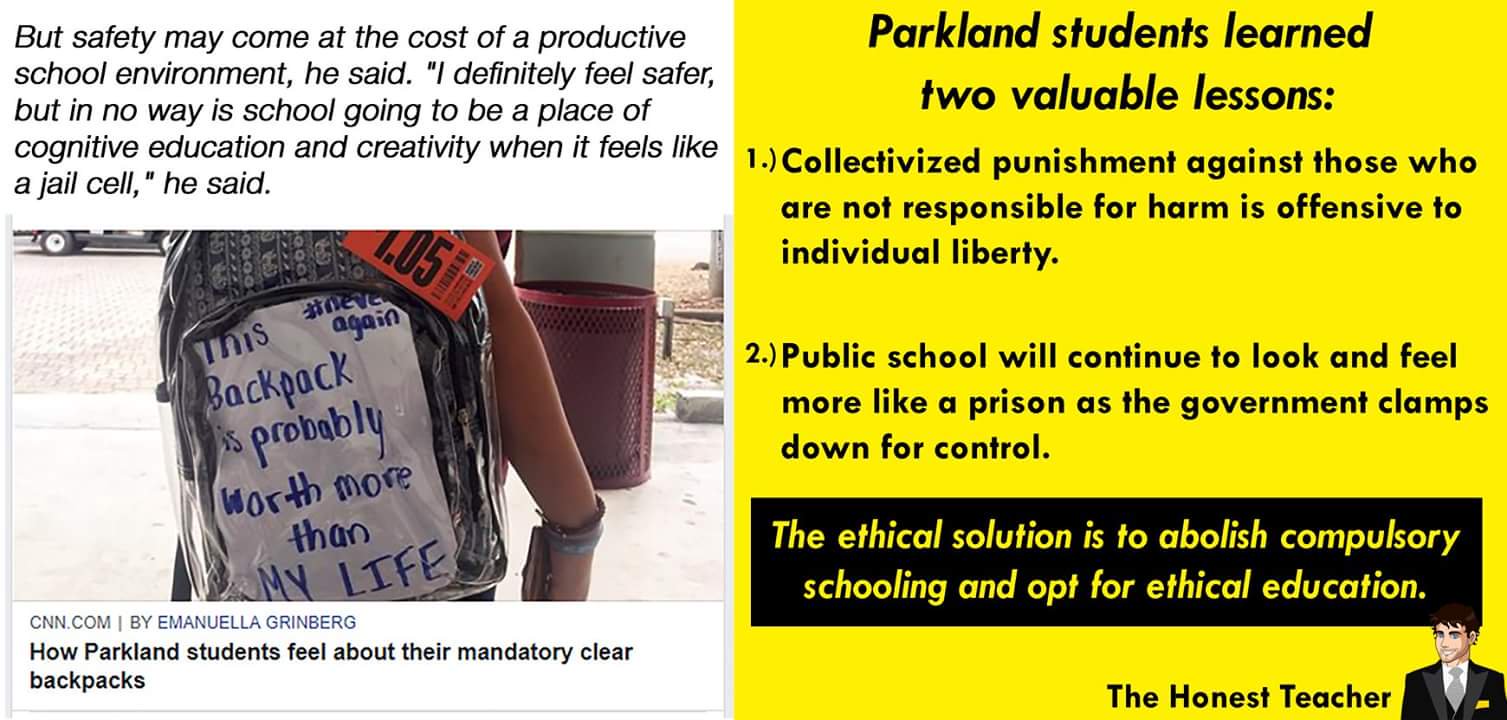 But safety may come at the cost of a productive
school environment, he said. "I definitely feel safer,
but in no way is school going to be a place of
cognitive education and creativity when it feels like
a jail cell," he said.
1.05
#never
again
This
Backpack
is probably
worth more
than
MY LIFE
CNN.COM | BY EMANUELLA GRINBERG
How Parkland students feel about their mandatory clear
backpacks
Parkland students learned
two valuable lessons:
1.) Collectivized punishment against those who
are not responsible for harm is offensive to
individual liberty.
2.) Public school will continue to look and feel
more like a prison as the government clamps
down for control.
The ethical solution is to abolish compulsory
schooling and opt for ethical education.
The Honest Teacher